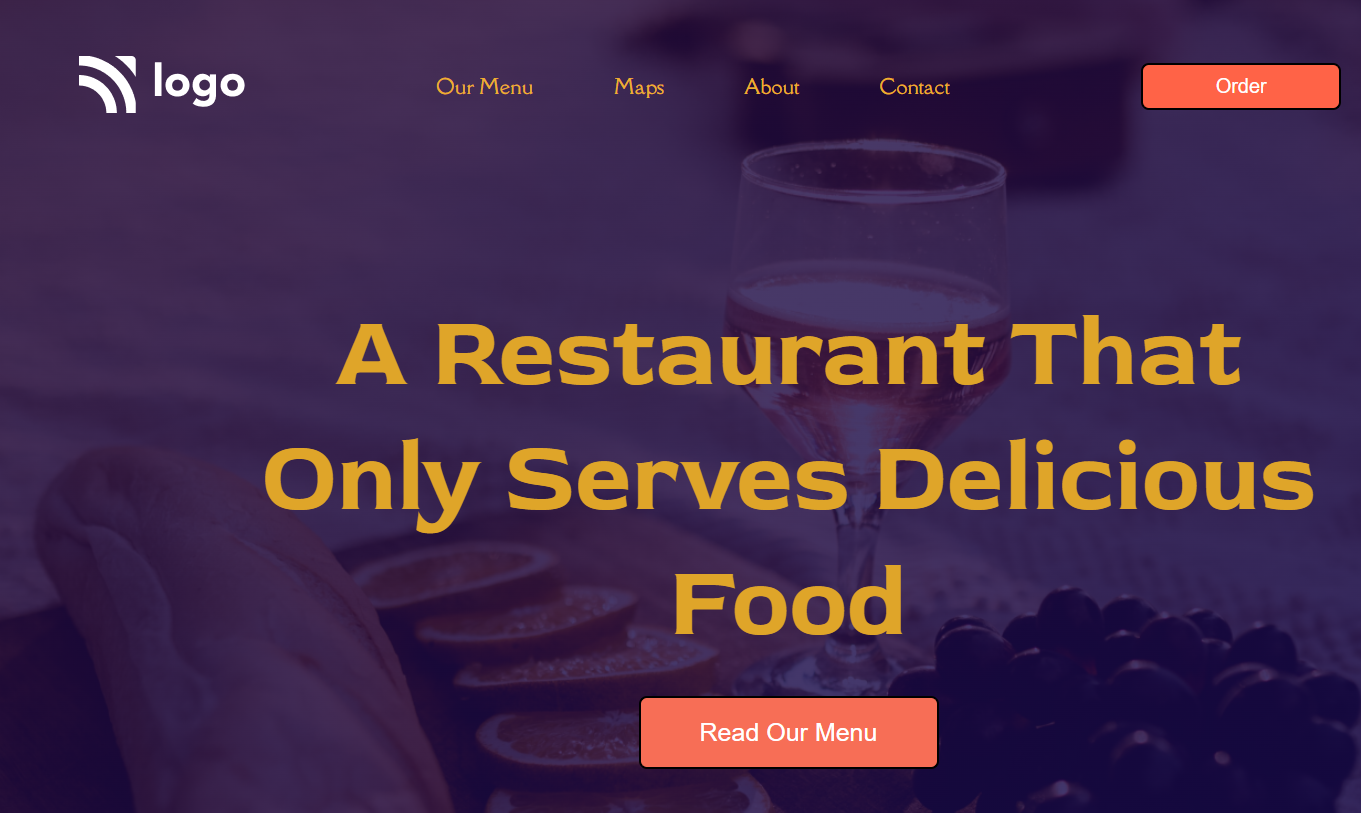 logo
Our Menu
Maps
About
Contact
Order
A Restaurant That
Only Serves Delicious
Food
Read Our Menu